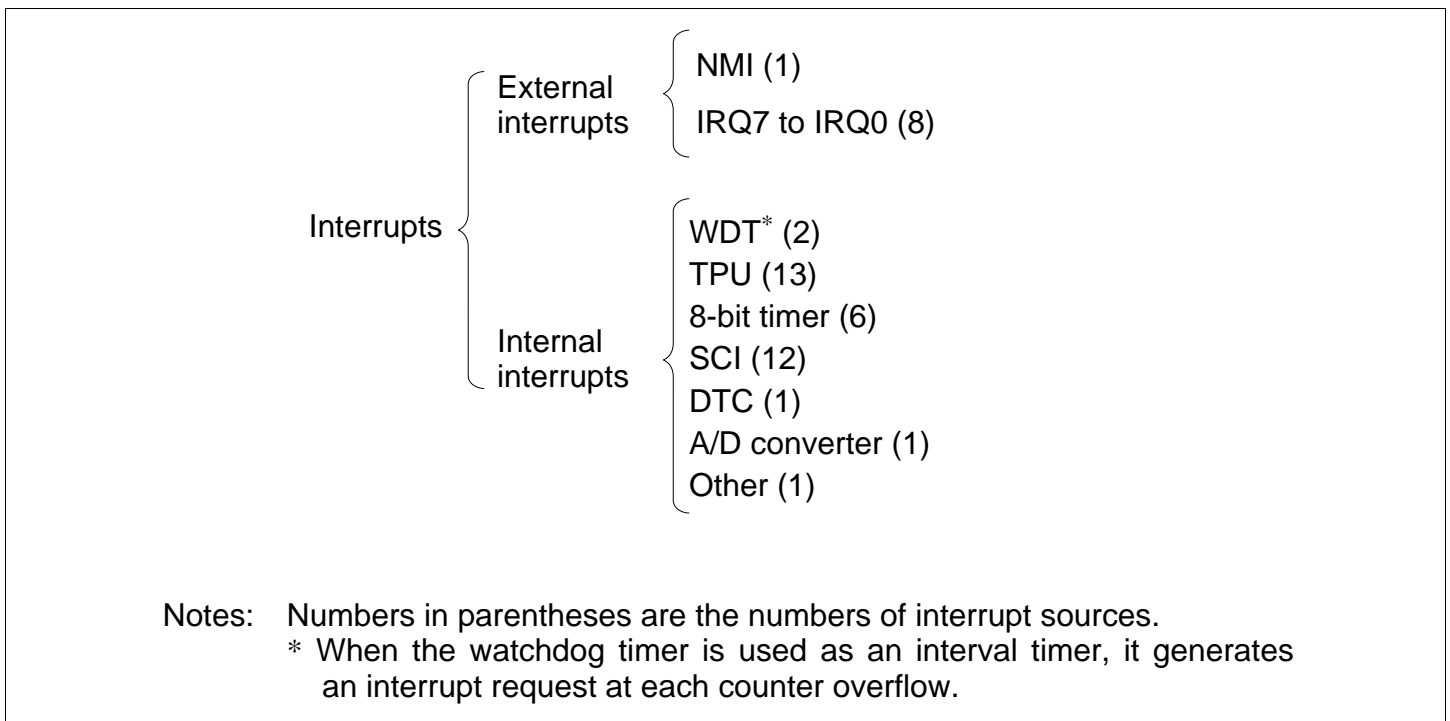 Interrupts
External
interrupts
NMI (1)
IRQ7 to IRQ0 (8)
Internal
interrupts
WDT* (2)
TPU (13)
8-bit timer (6)
SCI (12)
DTC (1)
A/D converter (1)
Other (1)
Notes: Numbers in parentheses are the numbers of interrupt sources.
* When the watchdog timer is used as an interval timer, it generates
an interrupt request at each counter overflow.